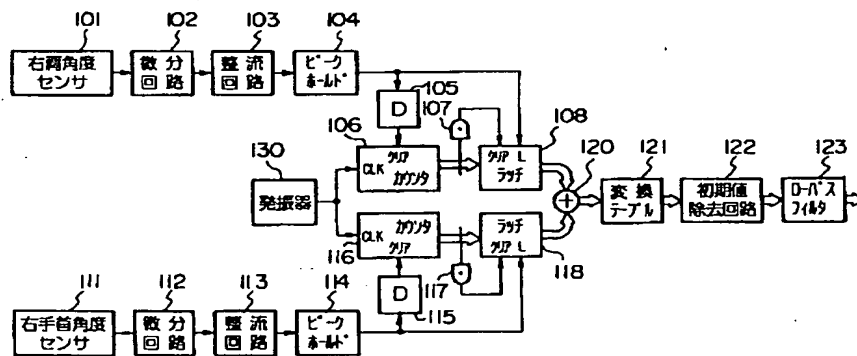 101
102
103
104
右肩角度
センサ
微分
回路
整流
回路
ピーク
ホールド
105
D
107
106
108
クリア
CLK カウンタ
クリア L
ラッチ
130
発振器
120
+
121
変換
テーブル
122
初期値
除去回路
123
ローパス
フィルタ
カウンタ
CLK クリア
116
ラッチ
クリア L
118
117
D
115
111
112
113
114
右手首角度
センサ
微分
回路
整流
回路
ピーク
ホールド